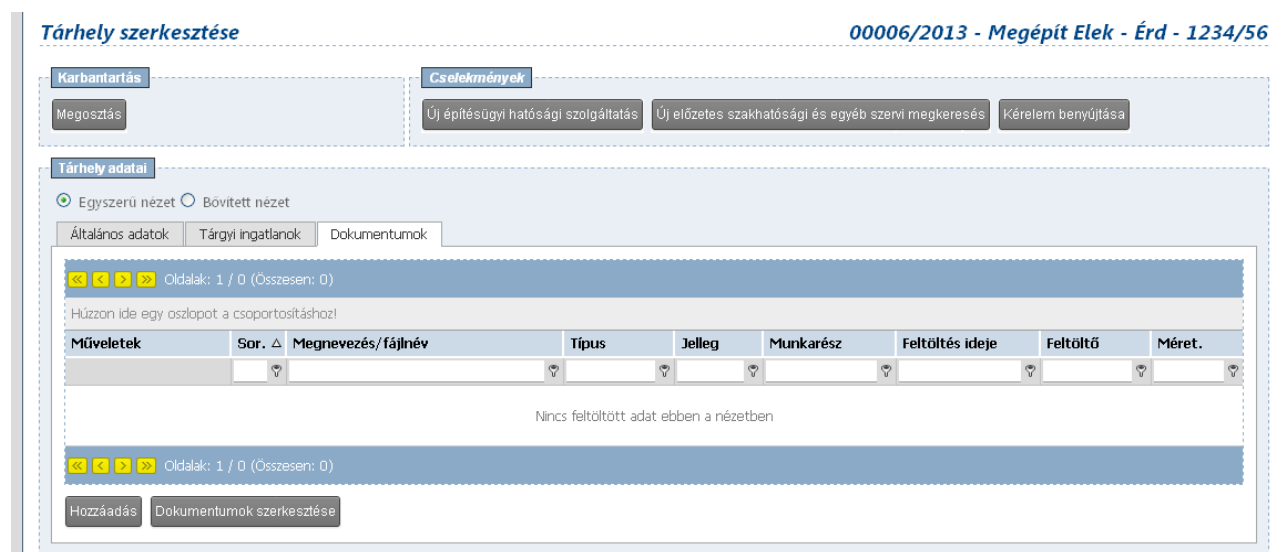 Tárhely szerkesztése 00006/2013 - Megépít Elek - Érd - 1234/56
Karbantartás Cselekmények
Megosztás Új építésügyi hatósági szolgáltatás Új előzetes szakhatósági és egyéb szervi megkeresés Kérelem benyújtása
Tárhely adatai
Egyszerű nézet Bővített nézet
Általános adatok Tárgyi ingatlanok Dokumentumok
Oldalak: 1 / 0 (Összesen: 0)
Húzzon ide egy oszlopot a csoportosításhoz!
Műveletek Sor. Megnevezés/fájlnév Típus Jelleg Munkarész Feltöltés ideje Feltöltő Méret.
Nincs feltöltött adat ebben a nézetben
Oldalak: 1 / 0 (Összesen: 0)
Hozzáadás Dokumentumok szerkesztése